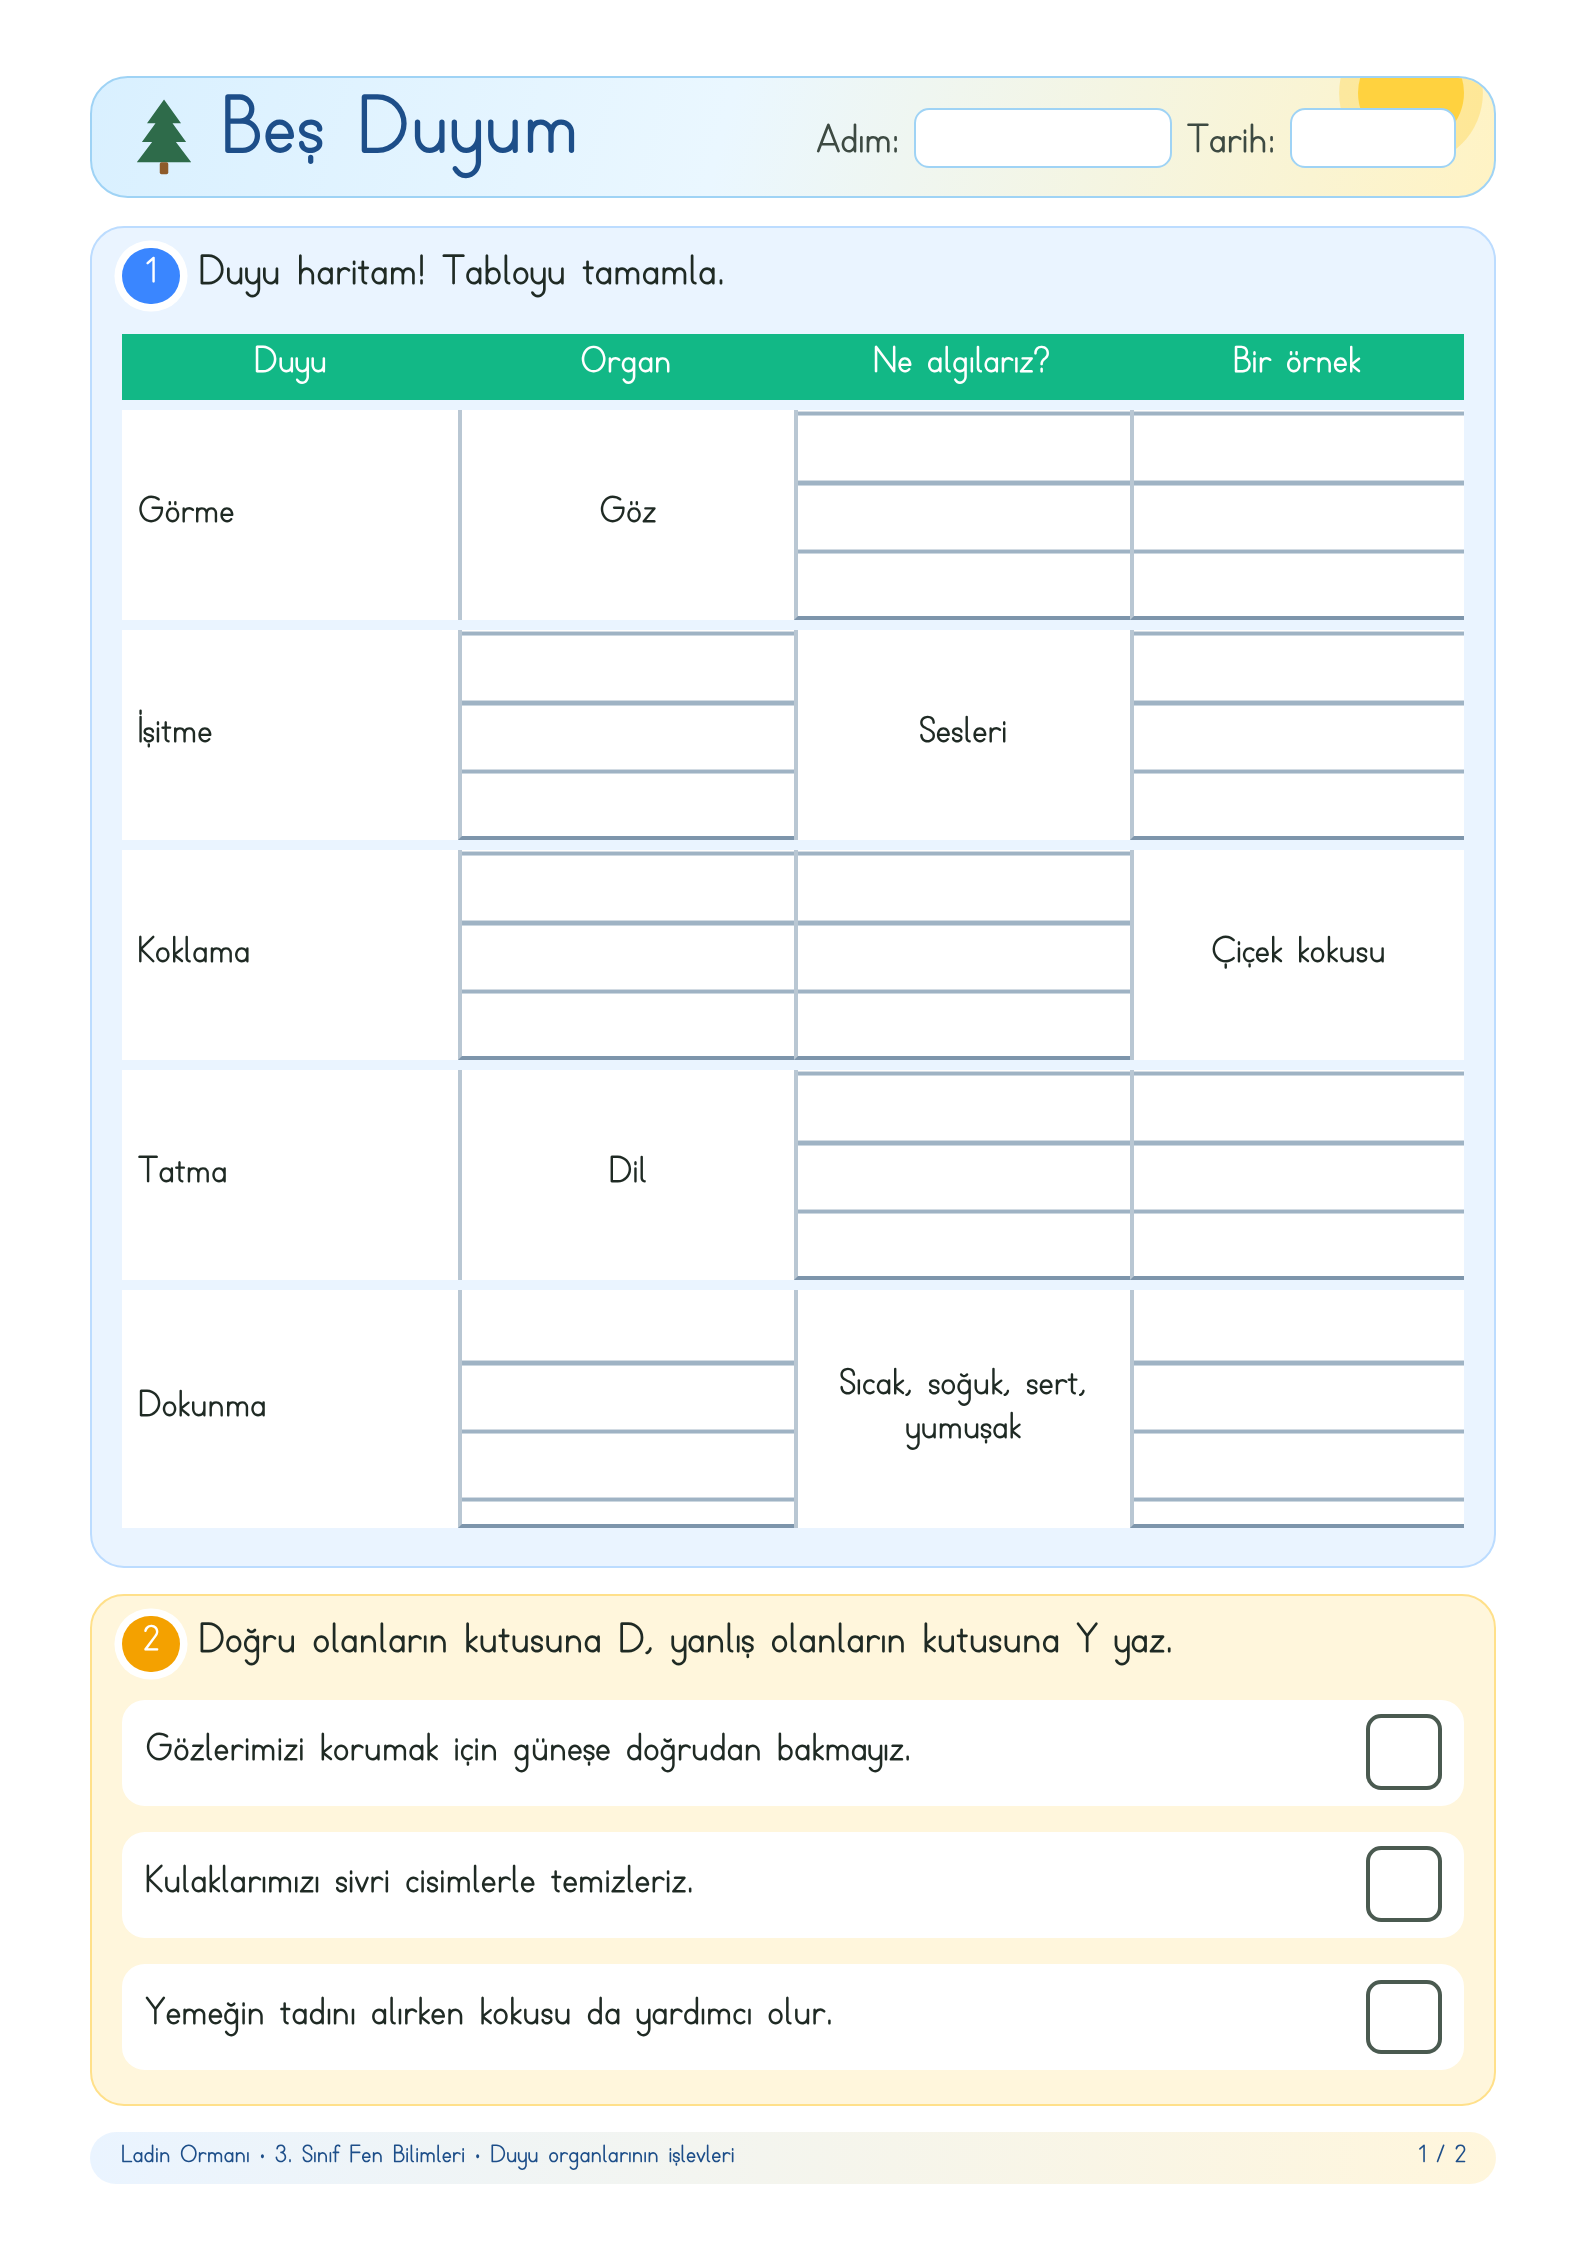 Beş Duyum
Adım:
Tarih:
1
Duyu haritam! Tabloyu tamamla.
Duyu Organ Ne algılarız? Bir örnek
Görme Göz
İşitme Sesleri
Koklama Çiçek kokusu
Tatma Dil
Dokunma Sıcak, soğuk, sert,
yumuşak
2
Doğru olanların kutusuna D, yanlış olanların kutusuna Y yaz.
Gözlerimizi korumak için güneşe doğrudan bakmayız.
Kulaklarımızı sivri cisimlerle temizleriz.
Yemeğin tadını alırken kokusu da yardımcı olur.
Ladin Ormanı • 3. Sınıf Fen Bilimleri • Duyu organlarının işlevleri
1 / 2